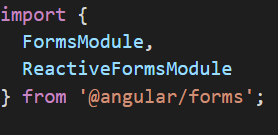 import {
FormsModule,
ReactiveFormsModule
} from '@angular/forms';